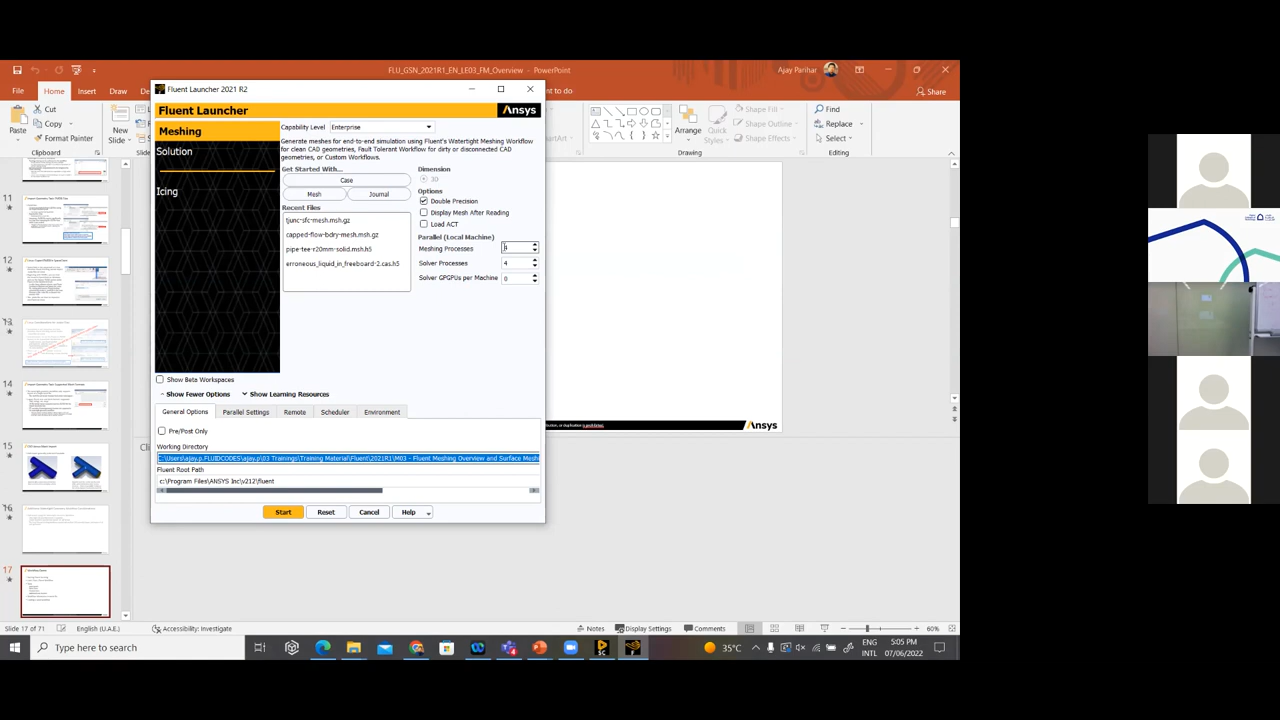 FLU_GSN_2021R1_EN_LE03_FM_Overview - PowerPoint
Ajay Parihar
File
Home
Insert
Draw
nt to do
Share
Paste
Cut
Copy
Format Painter
New
Slide
Arrange
Quick
Styles
Shape Fill
Shape Outline
Shape Effects
Drawing
Find
Replace
Select
Editing
Fluent Launcher 2021 R2
Fluent Launcher
Ansys
Meshing
Solution
Icing
Capability Level
Enterprise
Generate meshes for end-to-end simulation using Fluent's Watertight Meshing Workflow
for clean CAD geometries, Fault Tolerant Workflow for dirty or disconnected CAD
geometries, or Custom Workflows.
Get Started With...
Case
Mesh
Journal
Recent Files
tjunc-sfc-mesh.msh.gz
capped-flow-bdry-mesh.msh.gz
pipe-tee-r20mm-solid.msh.h5
erroneous_liquid_in_freeboard-2.cas.h5
Dimension
3D
Options
Double Precision
Display Mesh After Reading
Load ACT
Parallel (Local Machine)
Meshing Processes
Solver Processes
4
Solver GPGPUs per Machine
0
Show Beta Workspaces
Show Fewer Options
Show Learning Resources
General Options
Parallel Settings
Remote
Scheduler
Environment
Pre/Post Only
Working Directory
C:\Users\ajay.p.FLUIDCODES\ajay.p\03 Trainings\Training Material\Fluent\2021R1\M03 - Fluent Meshing Overview and Surface Meshi
Fluent Root Path
c:\Program Files\ANSYS Inc\v212\fluent
Start
Reset
Cancel
Help
11
12
13
14
15
16
17
Ansys
Slide 17 of 71
English (U.A.E.)
Accessibility: Investigate
Notes
Display Settings
Comments
60%
Type here to search
35°C
ENG
INTL
5:05 PM
07/06/2022